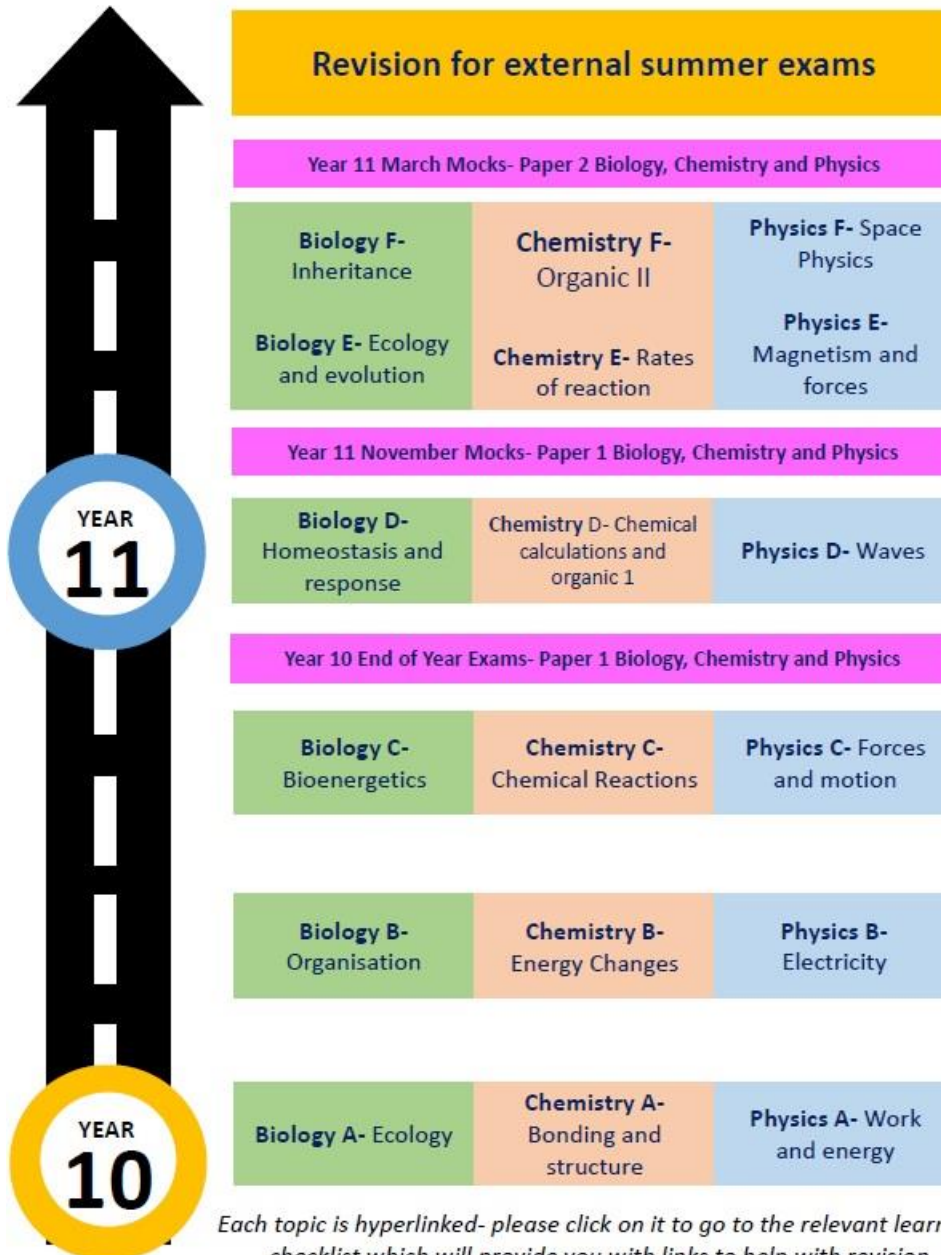 Revision for external summer exams
Year 11 March Mocks- Paper 2 Biology, Chemistry and Physics
Biology F-
Inheritance
Biology E- Ecology
and evolution
Chemistry F-
Organic II
Chemistry E- Rates
of reaction
Physics F- Space
Physics
Physics E-
Magnetism and
forces
Year 11 November Mocks- Paper 1 Biology, Chemistry and Physics
YEAR
11
Biology D-
Homeostasis and
response
Chemistry D- Chemical
calculations and
organic 1
Physics D- Waves
Year 10 End of Year Exams- Paper 1 Biology, Chemistry and Physics
Biology C-
Bioenergetics
Chemistry C-
Chemical Reactions
Physics C- Forces
and motion
Biology B-
Organisation
Chemistry B-
Energy Changes
Physics B-
Electricity
YEAR
10
Biology A- Ecology
Chemistry A-
Bonding and
structure
Physics A- Work
and energy
Each topic is hyperlinked- please click on it to go to the relevant learn
checklist which will provide you with links to help with revision